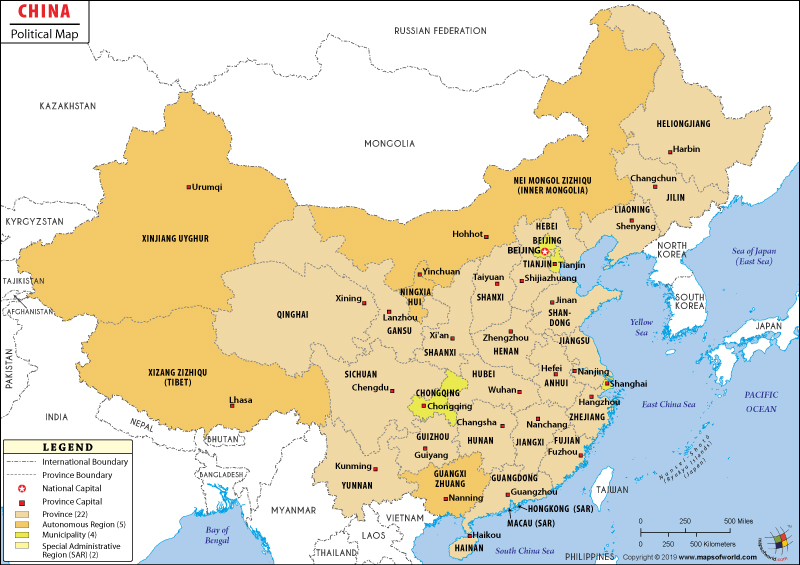 CHINA
Political Map
RUSSIAN FEDERATION
KAZAKHSTAN
MONGOLIA
HELIONGJIANG
Harbin
Changchun
JILIN
NEI MONGOL ZIZHIQU
(INNER MONGOLIA)
Urumqi
LIAONING
Shenyang
KYRGYZSTAN
XINJIANG UYGHUR
Hohhot
HEBEI
BEIJING
BEIJING
TIANJIN
Tianjin
NORTH
KOREA
Sea of Japan
(East Sea)
TAJIKISTAN
AFGHANISTAN
Yinchuan
NINGXIA
HUI
Taiyuan
Shijiazhuang
SHANXI
SOUTH
KOREA
Xining
QINGHAI
Lanzhou
GANSU
Jinan
SHAN-
DONG
Yellow
Sea
JAPAN
PAKISTAN
Xi'an
SHAANXI
Zhengzhou
HENAN
JIANGSU
XIZANG ZIZHIQU
(TIBET)
SICHUAN
Chengdu
HUBEI
Hefei
Nanjing
ANHUI
Shanghai
CHONGQING
Chongqing
Wuhan
Hangzhou
ZHEJIANG
East China Sea
PACIFIC
OCEAN
Lhasa
INDIA
NEPAL
BHUTAN
Changsha
HUNAN
Nanchang
JIANGXI
FUJIAN
Fuzhou
GUIZHOU
Guiyang
Nansei-shotō
(Ryukyu Islands)
(Japan)
LEGEND
International Boundary
Province Boundary
National Capital
Province Capital
Province (22)
Autonomous Region (5)
Municipality (4)
Special Administrative
Region (SAR) (2)
BANGLADESH
Kunming
YUNNAN
GUANGXI
ZHUANG
Nanning
GUANGDONG
Guangzhou
TAIWAN
HONGKONG (SAR)
MACAU (SAR)
MYANMAR
VIETNAM
LAOS
Haikou
HAINAN
Bay of
Bengal
THAILAND
South China Sea
PHILIPPINES
0 250 500 Miles
0 250 500 Kilometers
Copyright © 2019 www.mapsofworld.com